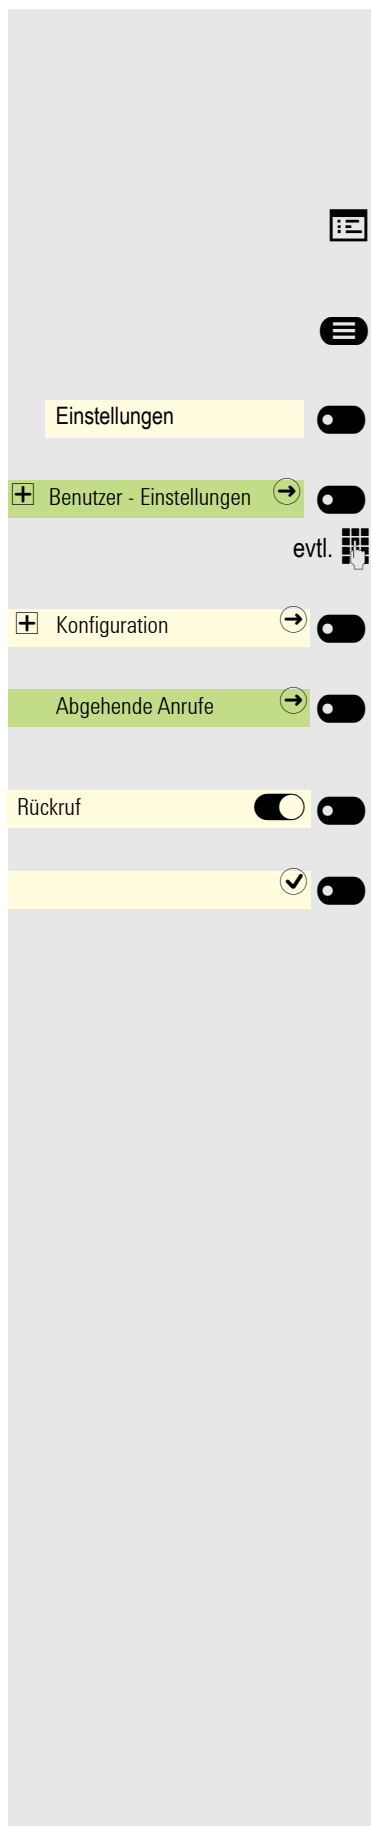 Einstellungen
Benutzer - Einstellungen
evtl.
Konfiguration
Abgehende Anrufe
Rückruf